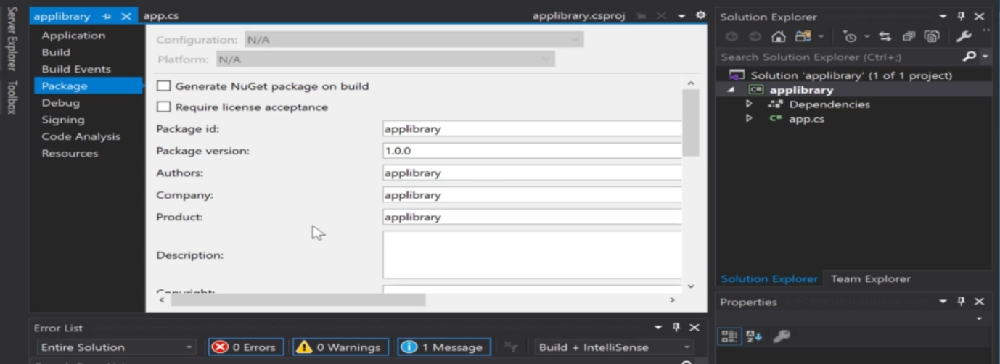 Server Explorer
Toolbox
applibrary
app.cs
applibrary.csproj
Application
Build
Build Events
Package
Debug
Signing
Code Analysis
Resources
Configuration: N/A
Platform: N/A
Generate NuGet package on build
Require license acceptance
Package id: applibrary
Package version: 1.0.0
Authors: applibrary
Company: applibrary
Product: applibrary
Description:
Copyright:
Error List
Entire Solution
0 Errors
0 Warnings
1 Message
Build + IntelliSense
Solution Explorer
Search Solution Explorer (Ctrl+;)
Solution 'applibrary' (1 of 1 project)
C# applibrary
Dependencies
C# app.cs
Solution Explorer
Team Explorer
Properties